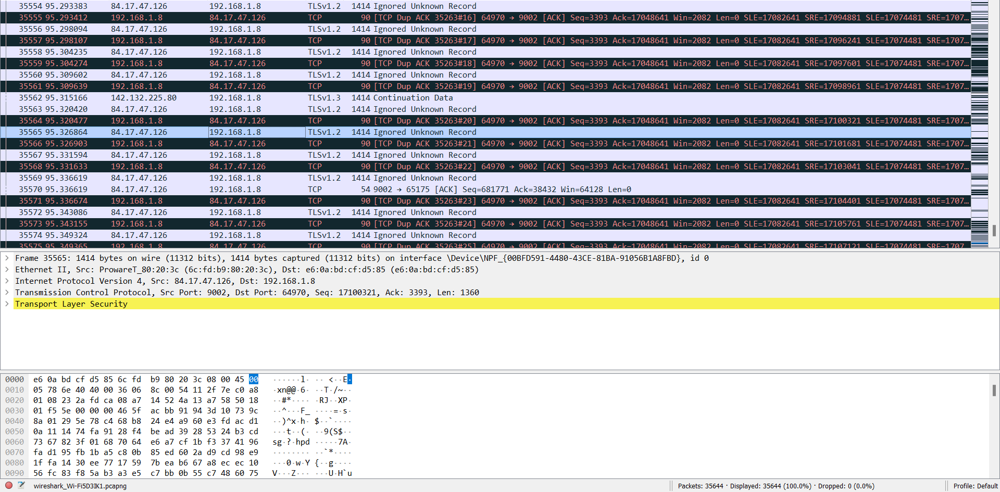 35554 95.293383 84.17.47.126 192.168.1.8 TLSv1.2 1414 Ignored Unknown Record
35555 95.293412 192.168.1.8 84.17.47.126 TCP 90 [TCP Dup ACK 35263#16] 64970 → 9002 [ACK] Seq=3393 Ack=17048641 Win=2082 Len=0 SLE=17082641 SRE=17094881 SLE=17074481 SRE=1707…
35556 95.298094 84.17.47.126 192.168.1.8 TLSv1.2 1414 Ignored Unknown Record
35557 95.298107 192.168.1.8 84.17.47.126 TCP 90 [TCP Dup ACK 35263#17] 64970 → 9002 [ACK] Seq=3393 Ack=17048641 Win=2082 Len=0 SLE=17082641 SRE=17096241 SLE=17074481 SRE=1707…
35558 95.304235 84.17.47.126 192.168.1.8 TLSv1.2 1414 Ignored Unknown Record
35559 95.304274 192.168.1.8 84.17.47.126 TCP 90 [TCP Dup ACK 35263#18] 64970 → 9002 [ACK] Seq=3393 Ack=17048641 Win=2082 Len=0 SLE=17082641 SRE=17097601 SLE=17074481 SRE=1707…
35560 95.309602 84.17.47.126 192.168.1.8 TLSv1.2 1414 Ignored Unknown Record
35561 95.309639 192.168.1.8 84.17.47.126 TCP 90 [TCP Dup ACK 35263#19] 64970 → 9002 [ACK] Seq=3393 Ack=17048641 Win=2082 Len=0 SLE=17082641 SRE=17098961 SLE=17074481 SRE=1707…
35562 95.315166 142.132.225.80 192.168.1.8 TLSv1.3 1414 Continuation Data
35563 95.320420 84.17.47.126 192.168.1.8 TLSv1.2 1414 Ignored Unknown Record
35564 95.320477 192.168.1.8 84.17.47.126 TCP 90 [TCP Dup ACK 35263#20] 64970 → 9002 [ACK] Seq=3393 Ack=17048641 Win=2082 Len=0 SLE=17082641 SRE=17100321 SLE=17074481 SRE=1707…
35565 95.326864 84.17.47.126 192.168.1.8 TLSv1.2 1414 Ignored Unknown Record
35566 95.326903 192.168.1.8 84.17.47.126 TCP 90 [TCP Dup ACK 35263#21] 64970 → 9002 [ACK] Seq=3393 Ack=17048641 Win=2082 Len=0 SLE=17082641 SRE=17101681 SLE=17074481 SRE=1707…
35567 95.331594 84.17.47.126 192.168.1.8 TLSv1.2 1414 Ignored Unknown Record
35568 95.331633 192.168.1.8 84.17.47.126 TCP 90 [TCP Dup ACK 35263#22] 64970 → 9002 [ACK] Seq=3393 Ack=17048641 Win=2082 Len=0 SLE=17082641 SRE=17103041 SLE=17074481 SRE=1707…
35569 95.336619 84.17.47.126 192.168.1.8 TLSv1.2 1414 Ignored Unknown Record
35570 95.336619 84.17.47.126 192.168.1.8 TCP 54 9002 → 65175 [ACK] Seq=681771 Ack=38432 Win=64128 Len=0
35571 95.336674 192.168.1.8 84.17.47.126 TCP 90 [TCP Dup ACK 35263#23] 64970 → 9002 [ACK] Seq=3393 Ack=17048641 Win=2082 Len=0 SLE=17082641 SRE=17104401 SLE=17074481 SRE=1707…
35572 95.343086 84.17.47.126 192.168.1.8 TLSv1.2 1414 Ignored Unknown Record
35573 95.343155 192.168.1.8 84.17.47.126 TCP 90 [TCP Dup ACK 35263#24] 64970 → 9002 [ACK] Seq=3393 Ack=17048641 Win=2082 Len=0 SLE=17082641 SRE=17105761 SLE=17074481 SRE=1707…
35574 95.349324 84.17.47.126 192.168.1.8 TLSv1.2 1414 Ignored Unknown Record
35575 95.349365 192.168.1.8 84.17.47.126 TCP 90 [TCP Dup ACK 35263#25] 64970 → 9002 [ACK] Seq=3393 Ack=17048641 Win=2082 Len=0 SLE=17082641 SRE=17107121 SLE=17074481 SRE=1707…
Frame 35565: 1414 bytes on wire (11312 bits), 1414 bytes captured (11312 bits) on interface \Device\NPF_{00BFD591-4480-43CE-81BA-91056B1A8FBD}, id 0
Ethernet II, Src: ProwareT_80:20:3c (6c:fd:b9:80:20:3c), Dst: e6:0a:bd:cf:d5:85 (e6:0a:bd:cf:d5:85)
Internet Protocol Version 4, Src: 84.17.47.126, Dst: 192.168.1.8
Transmission Control Protocol, Src Port: 9002, Dst Port: 64970, Seq: 17100321, Ack: 3393, Len: 1360
Transport Layer Security
0000 e6 0a bd cf d5 85 6c fd b9 80 20 3c 08 00 45 00 ······l· ·· <··E·
0010 05 78 6e 40 40 00 36 06 8c 00 54 11 2f 7e c0 a8 ·xn@@·6· ··T·/~··
0020 01 08 23 2a fd ca 08 a7 14 52 4a 13 a7 58 50 18 ··#*···· ·RJ··XP·
0030 01 f5 5e 00 00 00 46 5f ac bb 91 94 3d 10 73 9c ··^···F_ ····=·s·
0040 8a 01 29 5e 78 c4 68 b8 24 e4 a9 60 e3 fd ac d1 ··)^x·h· $··`····
0050 0a 11 14 74 fa 91 28 f4 be ad 39 28 53 24 b3 cd ···t··(· ··9(S$··
0060 73 67 82 3f 01 68 70 64 e6 a7 cf 1b f3 37 41 96 sg·?·hpd ·····7A·
0070 fa d1 95 fb 1b a5 c8 0b 85 ed 60 2a d9 cd 98 e9 ········ ··`*····
0080 1f fa 14 30 ee 77 17 59 7b ea b6 67 a8 ec ec 10 ···0·w·Y {··g····
0090 56 fc 83 f8 5a b3 a3 e5 c7 bb 0b 55 c7 48 60 75 V···Z··· ···U·H`u
wireshark_Wi-Fi5D3IK1.pcapng Packets: 35644 · Displayed: 35644 (100.0%) · Dropped: 0 (0.0%) Profile: Default